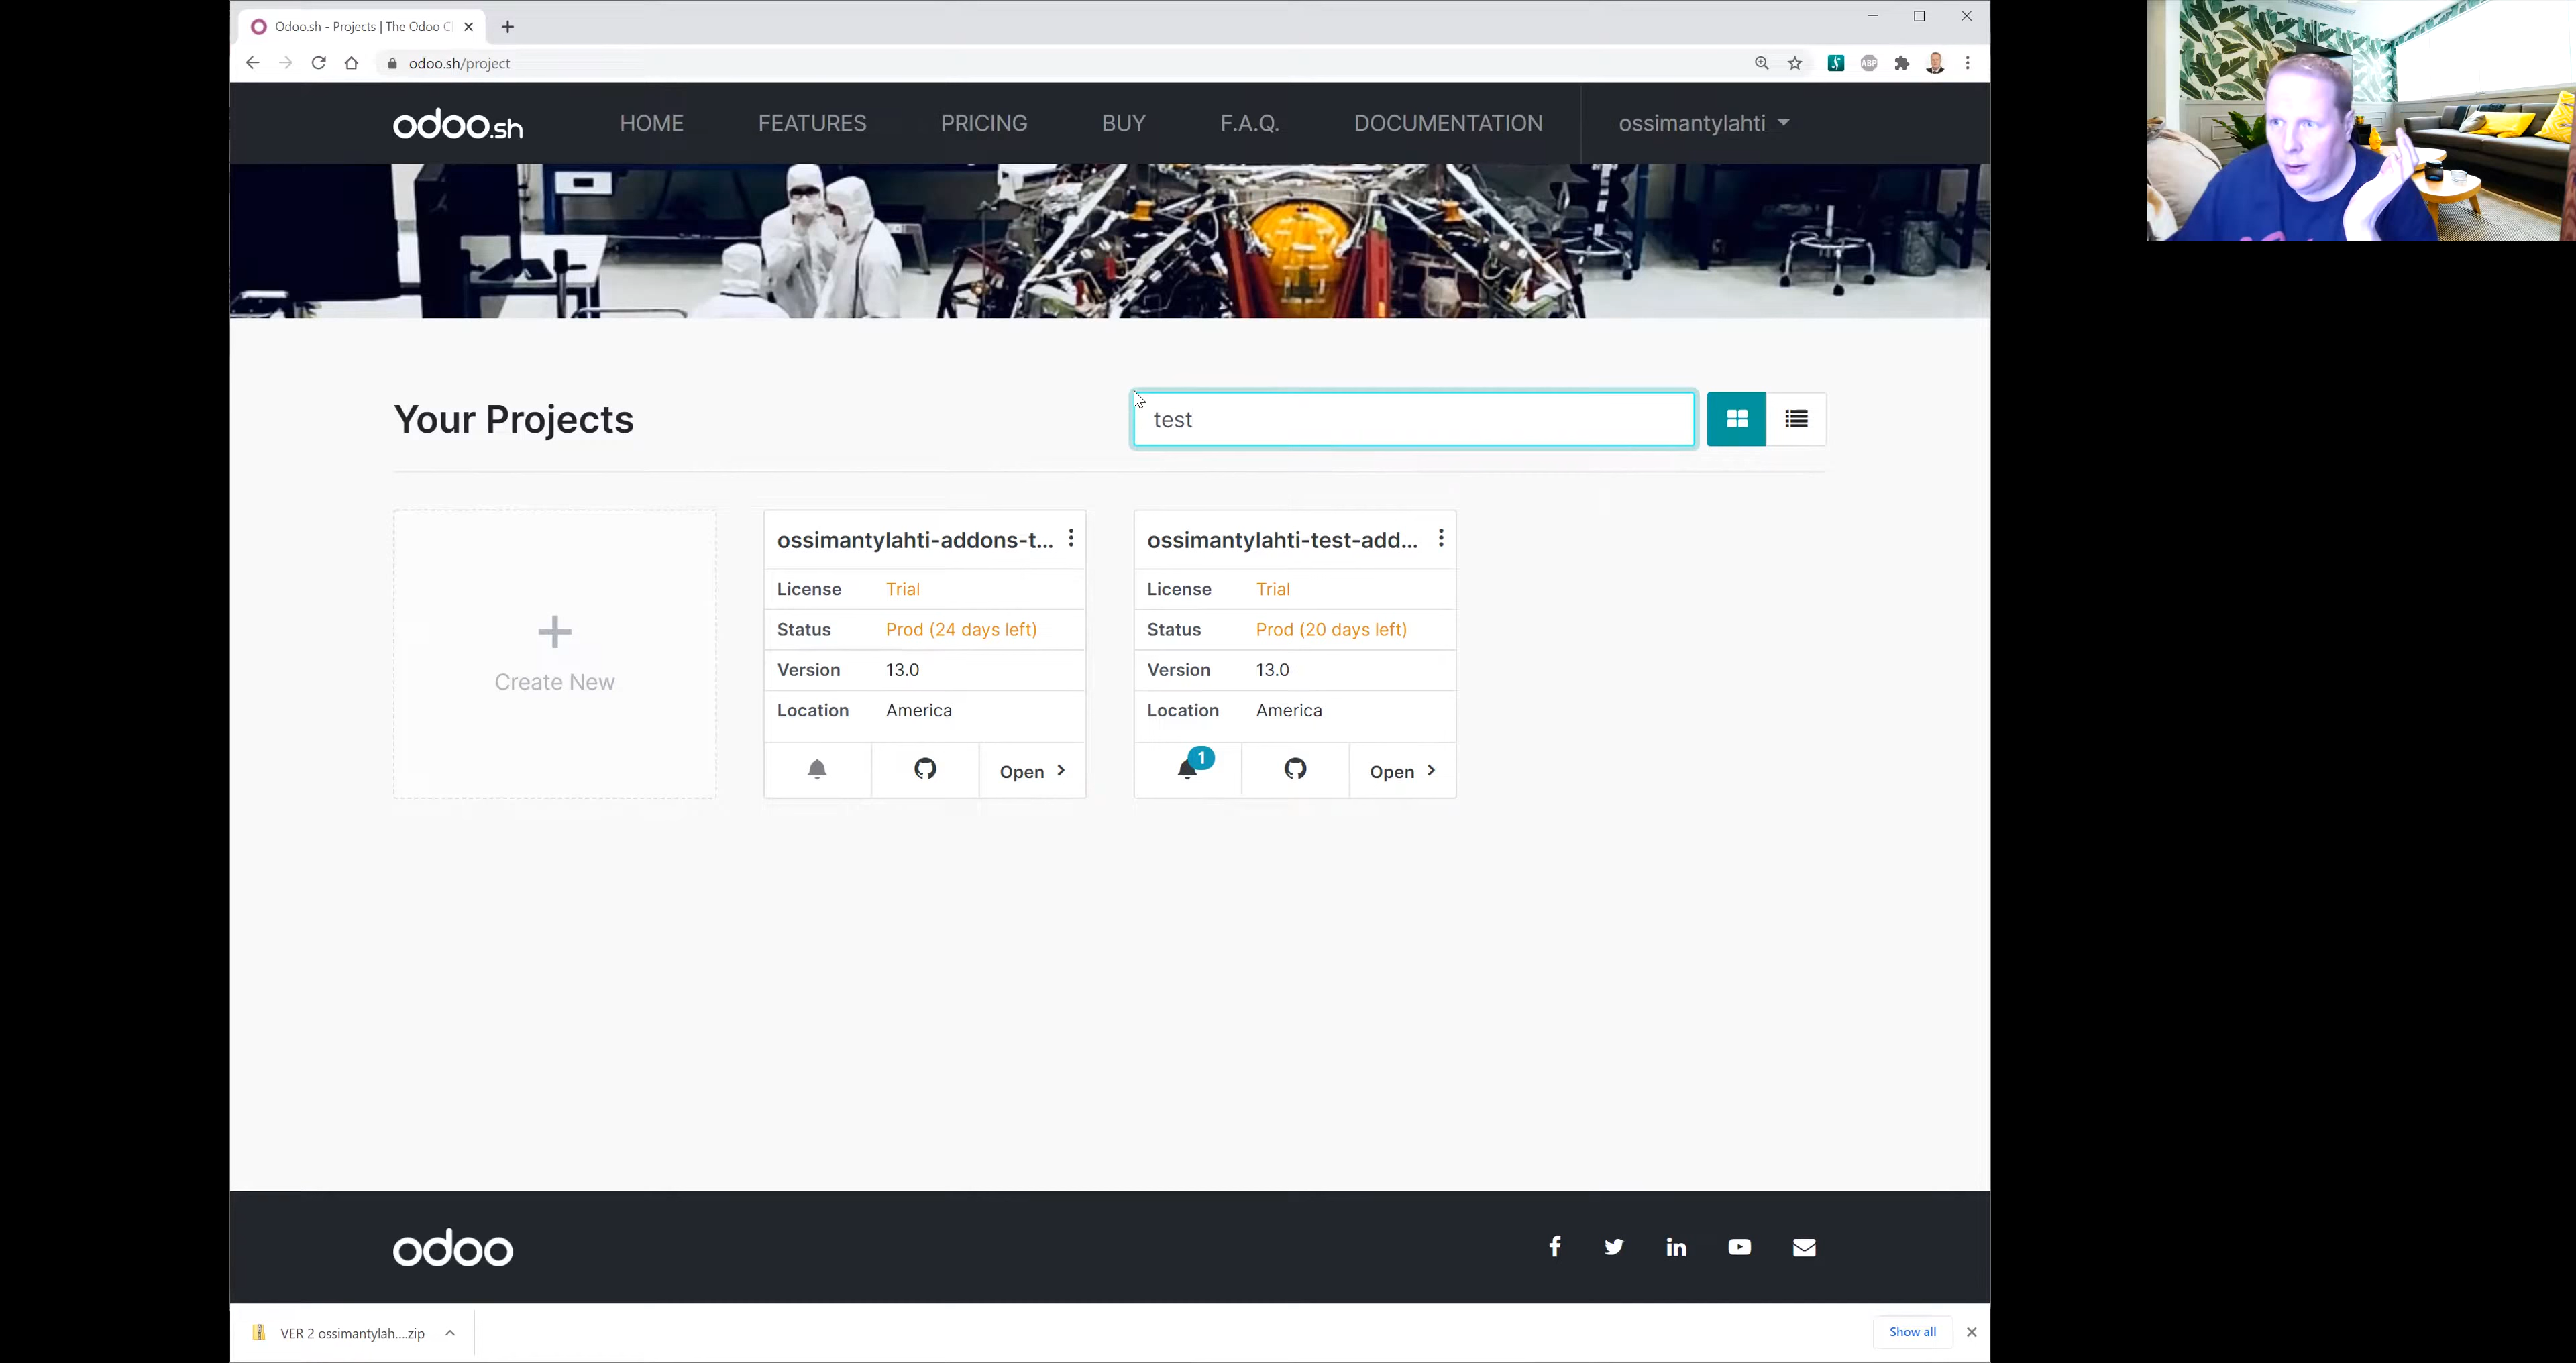 Odoo.sh - Projects | The Odoo C
odoo.sh/project
ABP
odoo.sh
HOME
FEATURES
PRICING
BUY
F.A.Q.
DOCUMENTATION
ossimantylahti
Your Projects
test
Create New
ossimantylahti-addons-t...
License Trial
Status Prod (24 days left)
Version 13.0
Location America
Open
ossimantylahti-test-add...
License Trial
Status Prod (20 days left)
Version 13.0
Location America
1
Open
odoo
VER 2 ossimantylah....zip
Show all